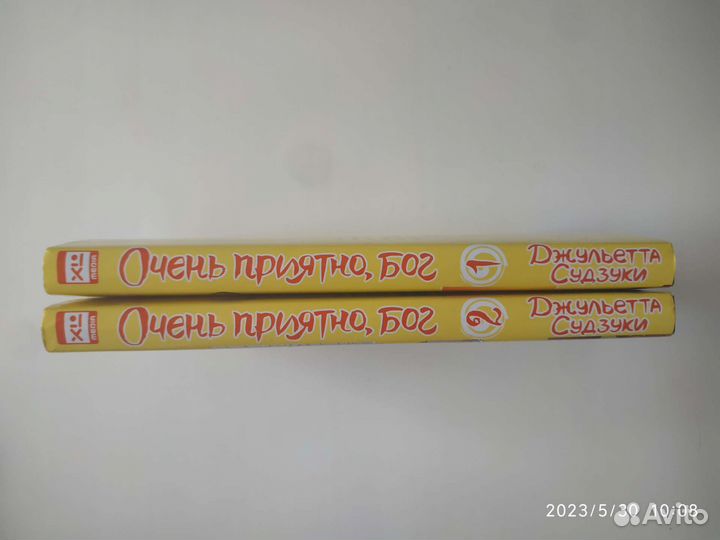 XL
MEDIA
Очень приятно, Бог
1
Джульетта
Судзуки
MEDIA
Очень приятно, Бог
2
Джульетта
Судзуки
2023/5/30 10:08
Avito